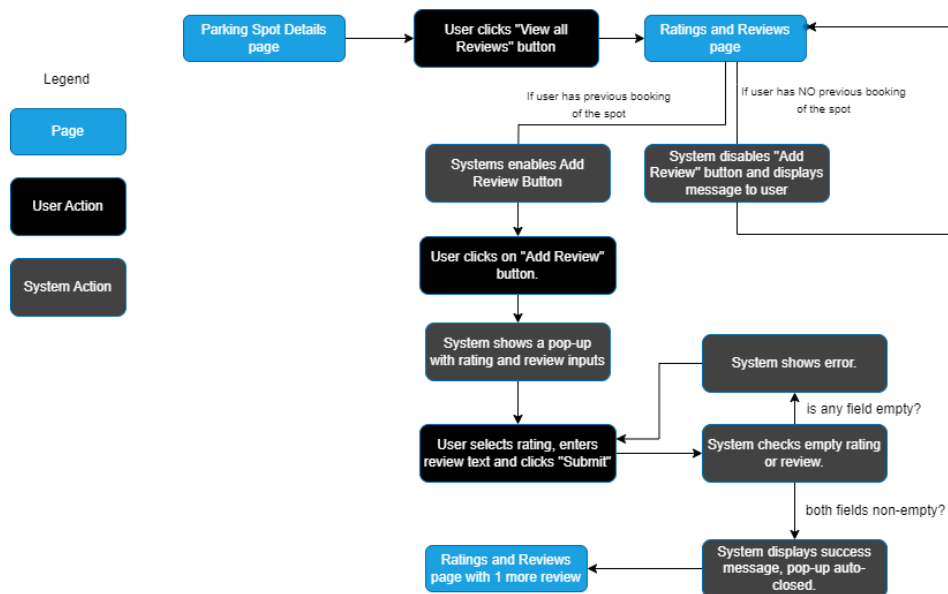 Parking Spot Details
page
User clicks "View all
Reviews" button
Ratings and Reviews
page
Legend
Page
User Action
System Action
If user has previous booking
of the spot
If user has NO previous booking
of the spot
Systems enables Add
Review Button
System disables "Add
Review" button and displays
message to user
User clicks on "Add Review"
button.
System shows a pop-up
with rating and review inputs
System shows error.
is any field empty?
User selects rating, enters
review text and clicks "Submit"
System checks empty rating
or review.
both fields non-empty?
System displays success
message, pop-up auto-
closed.
Ratings and Reviews
page with 1 more review